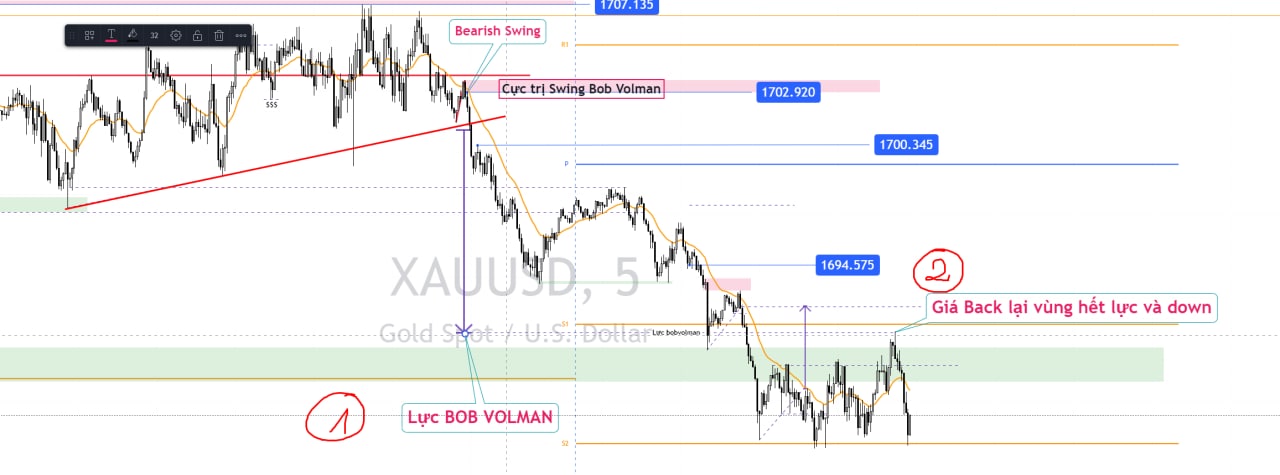 1707.135
T
32
Bearish Swing
R1
SSS
Cực trị Swing Bob Volman
1702.920
1700.345
P
XAUUSD, 5
1694.575
2
Giá Back lại vùng hết lực và down
Gold Spot / U.S. Dollar
S1
Lực bobvolman
1
Lực BOB VOLMAN
S2